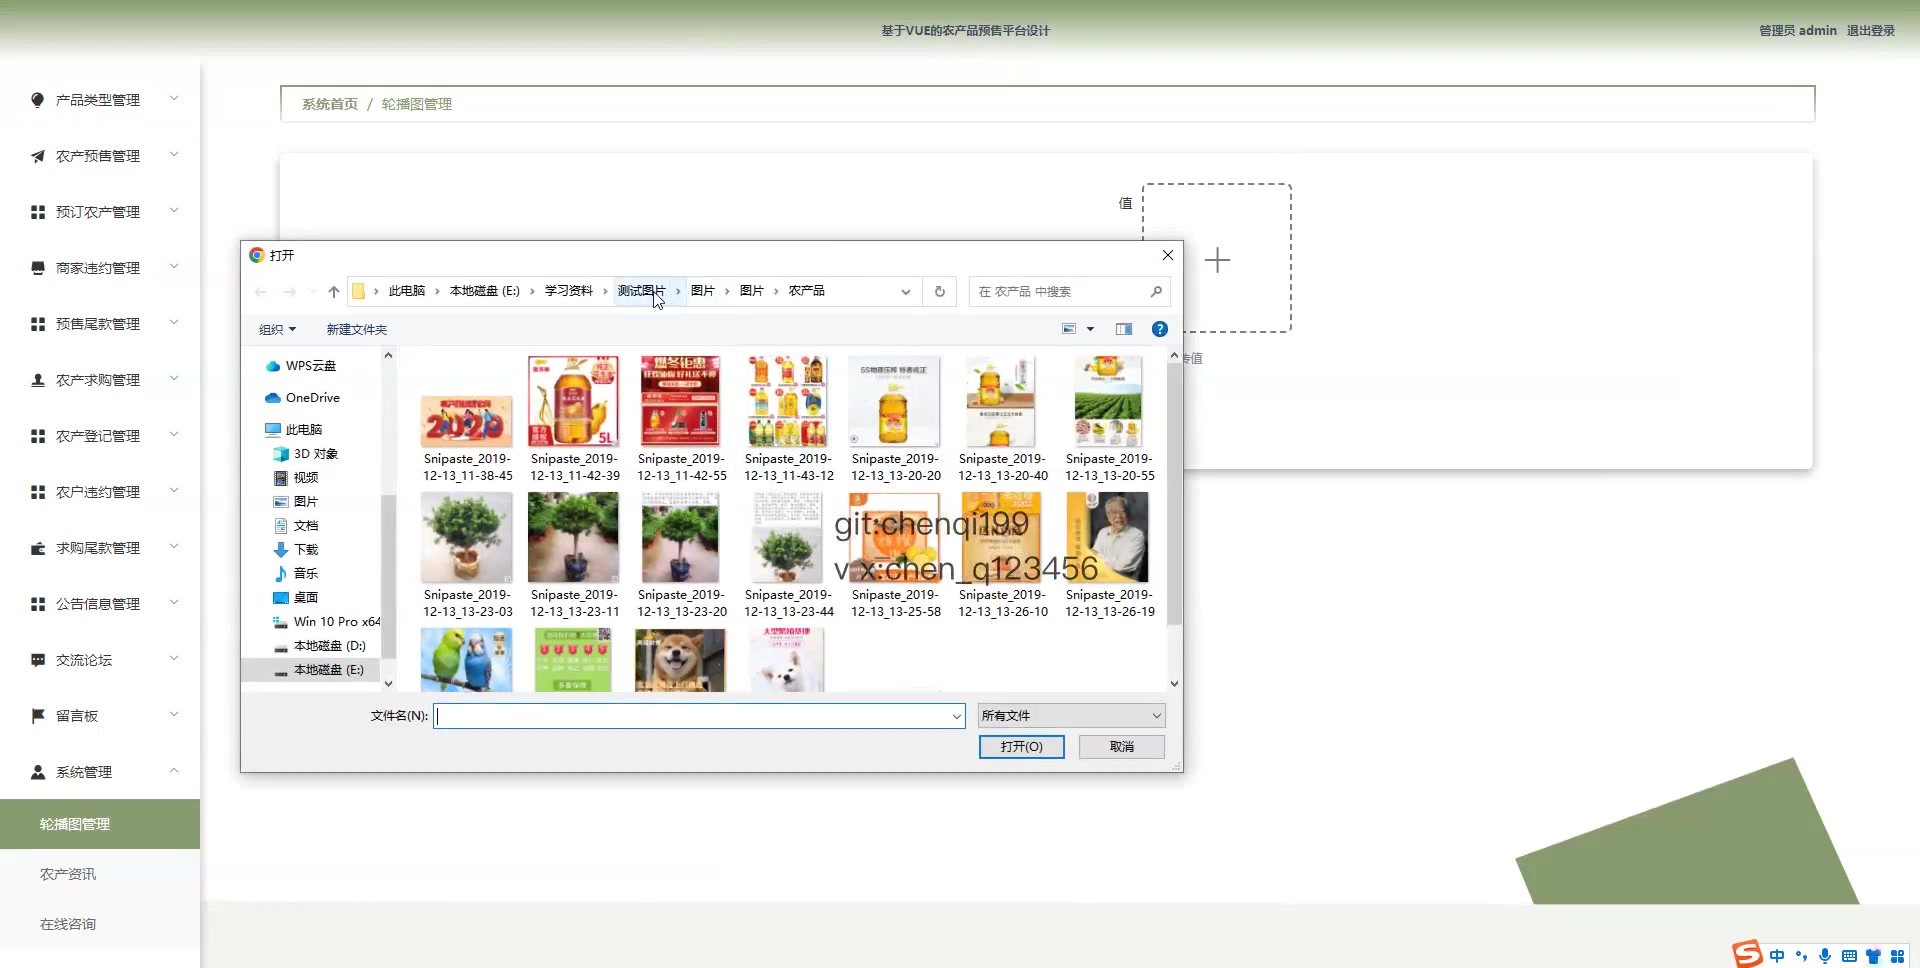 基于VUE的农产品预售平台设计
管理员 admin 退出登录
产品类型管理
农产预售管理
预订农产管理
商家违约管理
预售尾款管理
农产求购管理
农产登记管理
农户违约管理
求购尾款管理
公告信息管理
交流论坛
留言板
系统管理
轮播图管理
农产资讯
在线咨询
系统首页 / 轮播图管理
值
打开
此电脑 › 本地磁盘 (E:) › 学习资料 › 测试图片 › 图片 › 图片 › 农产品
在 农产品 中搜索
组织
新建文件夹
WPS云盘
OneDrive
此电脑
3D 对象
视频
图片
文档
下载
音乐
桌面
Win 10 Pro x64
本地磁盘 (D:)
本地磁盘 (E:)
2020
5L
5S物理压榨 特香纯正
Snipaste_2019-12-13_11-38-45
Snipaste_2019-12-13_11-42-39
Snipaste_2019-12-13_11-42-55
Snipaste_2019-12-13_11-43-12
Snipaste_2019-12-13_13-20-20
Snipaste_2019-12-13_13-20-40
Snipaste_2019-12-13_13-20-55
git:chenqi199
v x:chen_q123456
Snipaste_2019-12-13_13-23-03
Snipaste_2019-12-13_13-23-11
Snipaste_2019-12-13_13-23-20
Snipaste_2019-12-13_13-23-44
Snipaste_2019-12-13_13-25-58
Snipaste_2019-12-13_13-26-10
Snipaste_2019-12-13_13-26-19
文件名(N):
所有文件
打开(O)
取消
中